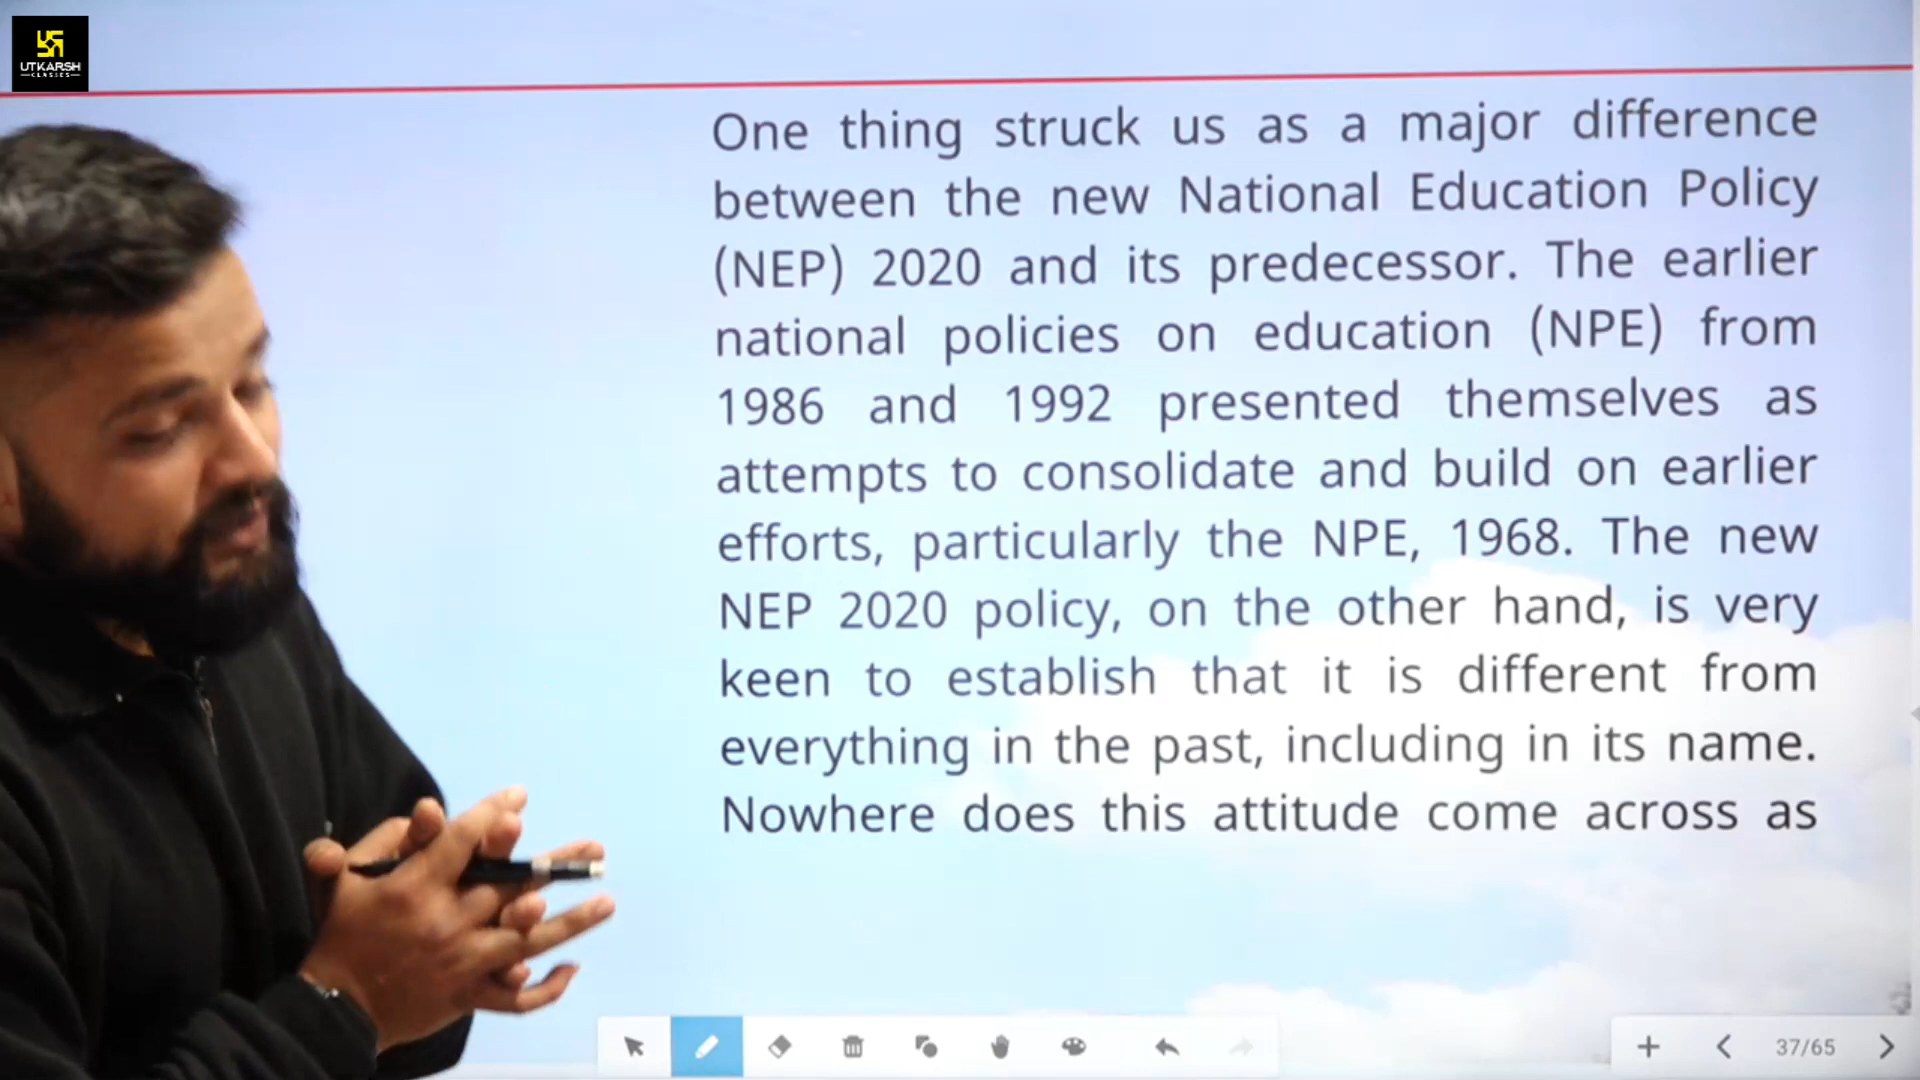 UTKARSH
CLASSES
One thing struck us as a major difference
between the new National Education Policy
(NEP) 2020 and its predecessor. The earlier
national policies on education (NPE) from
1986 and 1992 presented themselves as
attempts to consolidate and build on earlier
efforts, particularly the NPE, 1968. The new
NEP 2020 policy, on the other hand, is very
keen to establish that it is different from
everything in the past, including in its name.
Nowhere does this attitude come across as
37/65